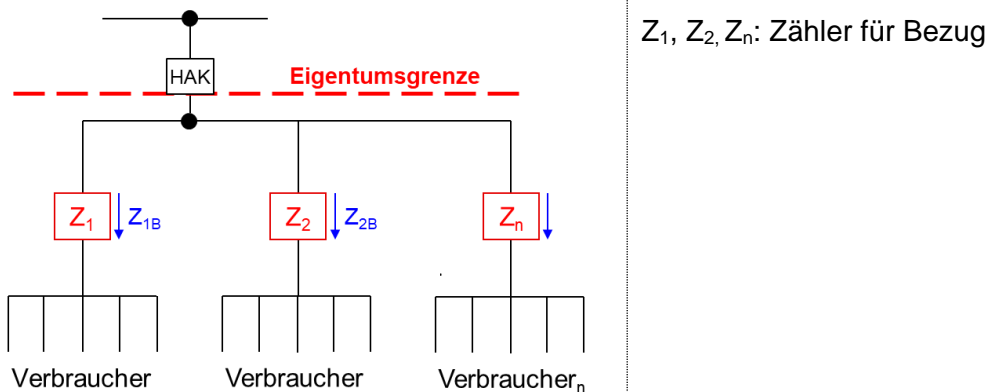 Z₁, Z₂, Zₙ: Zähler für Bezug
HAK
Eigentumsgrenze
Z₁ Z₁B Z₂ Z₂B Zₙ
Verbraucher Verbraucher Verbraucherₙ